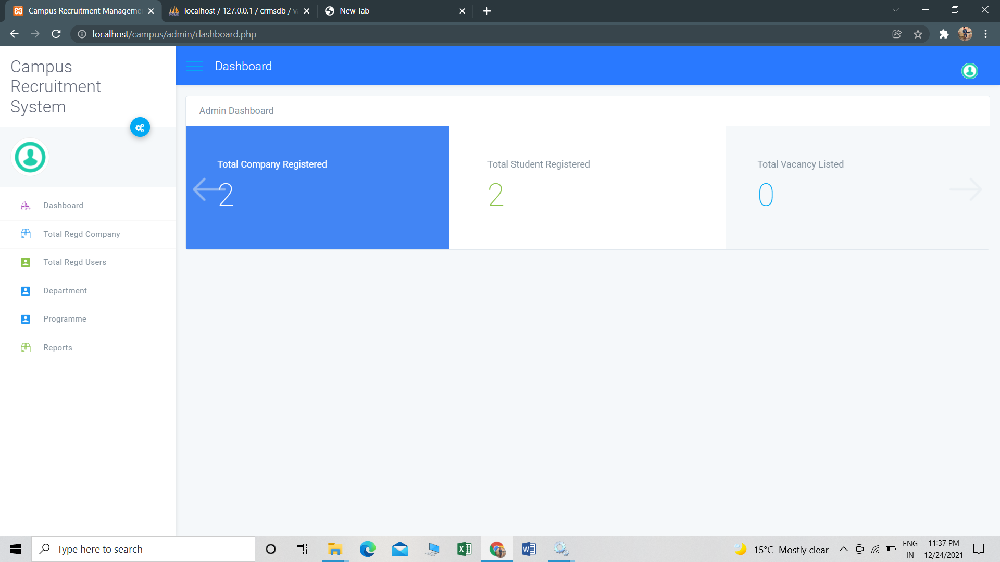 Campus Recruitment Manageme
localhost / 127.0.0.1 / crmsdb / v
New Tab
localhost/campus/admin/dashboard.php
Campus
Recruitment
System
Dashboard
Admin Dashboard
Total Company Registered
2
Total Student Registered
2
Total Vacancy Listed
0
Dashboard
Total Regd Company
Total Regd Users
Department
Programme
Reports
Type here to search
15°C Mostly clear
ENG
IN
11:37 PM
12/24/2021